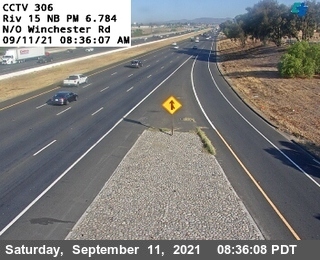 CCTV 306
Riv 15 NB PM 6.784
N/O Winchester Rd
09/11/21 08:36:07 AM
Saturday, September 11, 2021 08:36:08 PDT